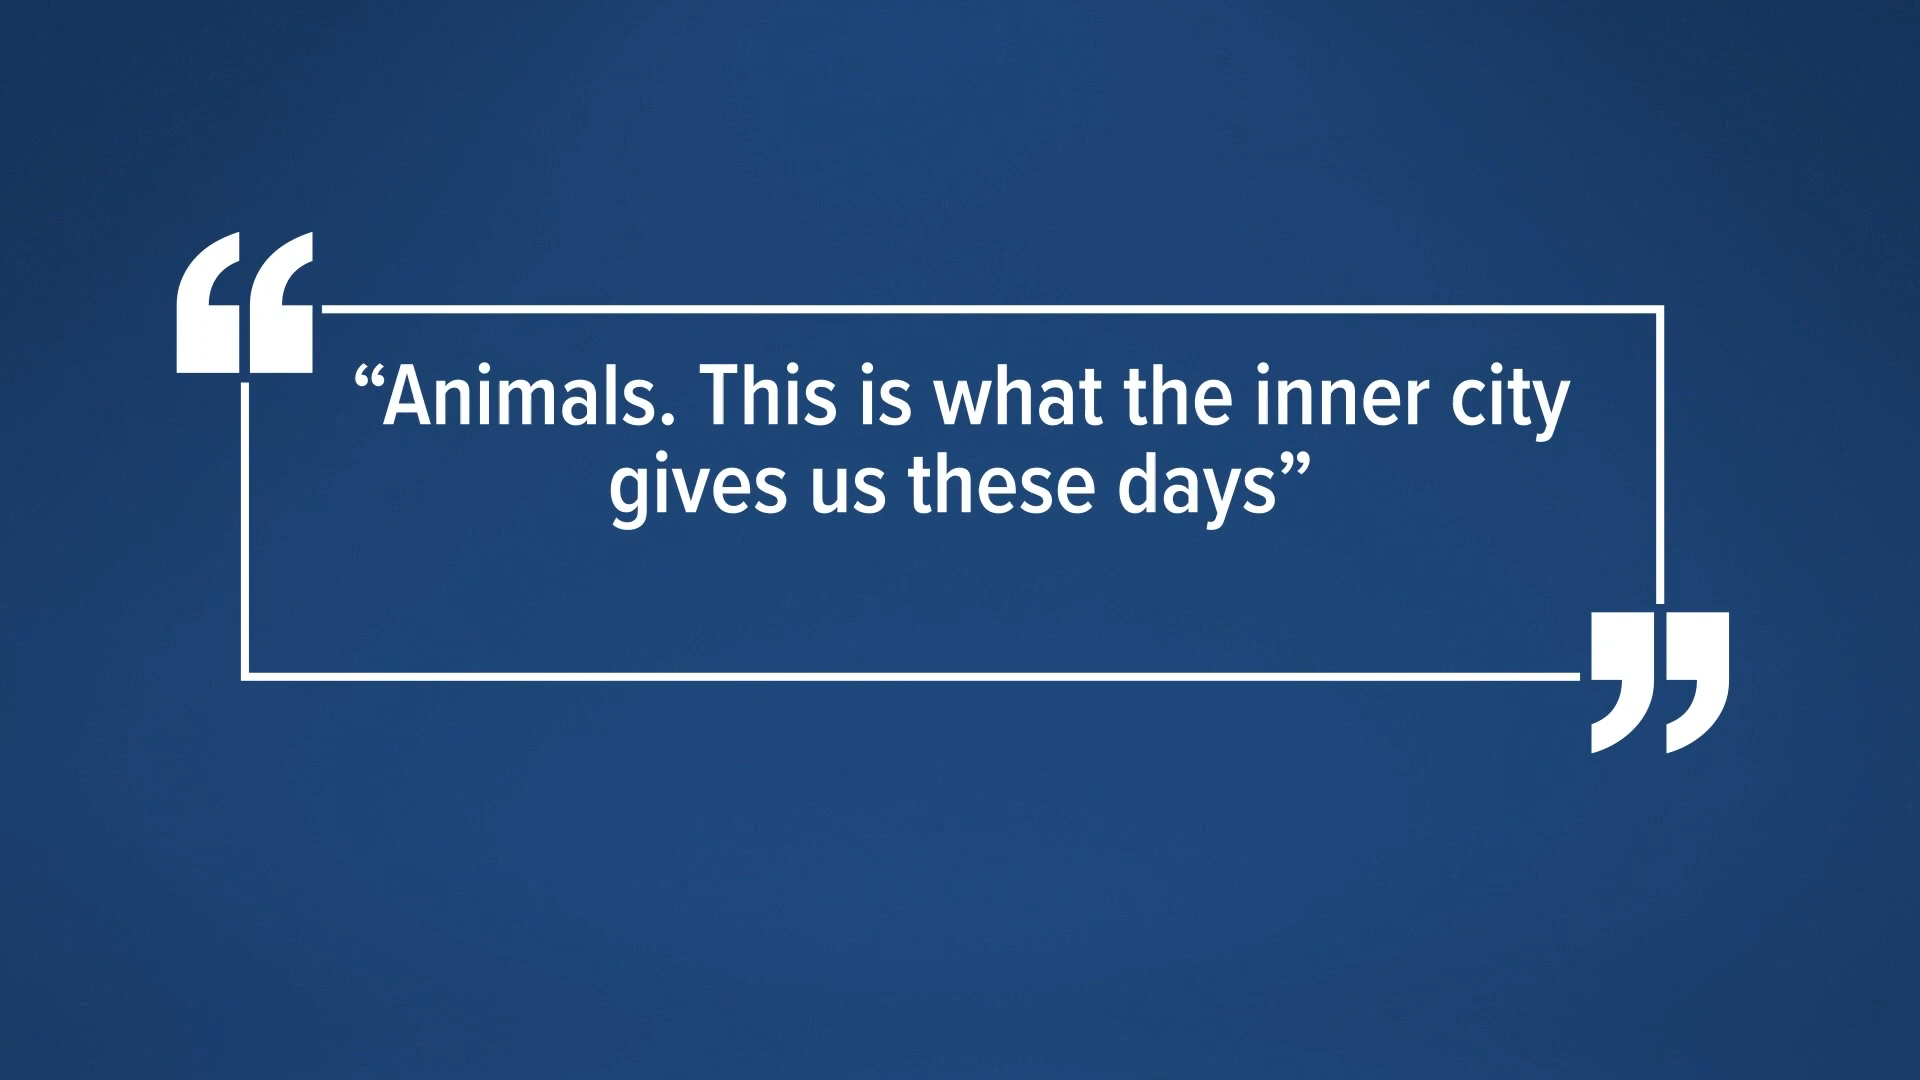 “Animals. This is what the inner city
gives us these days”